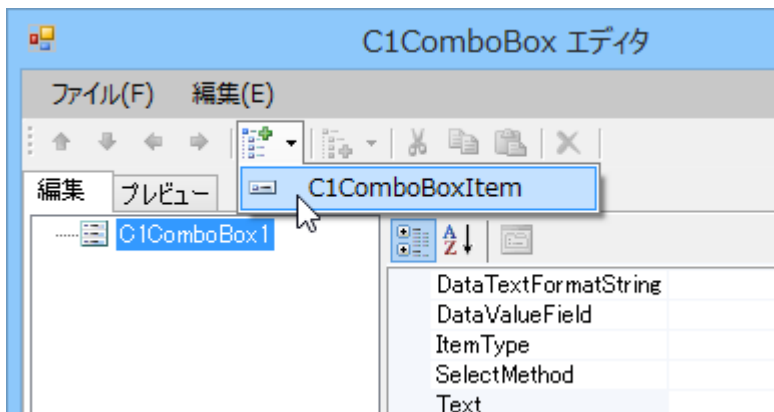 C1ComboBox エディタ
ファイル(F) 編集(E)
編集 プレビュー C1ComboBoxItem
C1ComboBox1
DataTextFormatString
DataValueField
ItemType
SelectMethod
Text